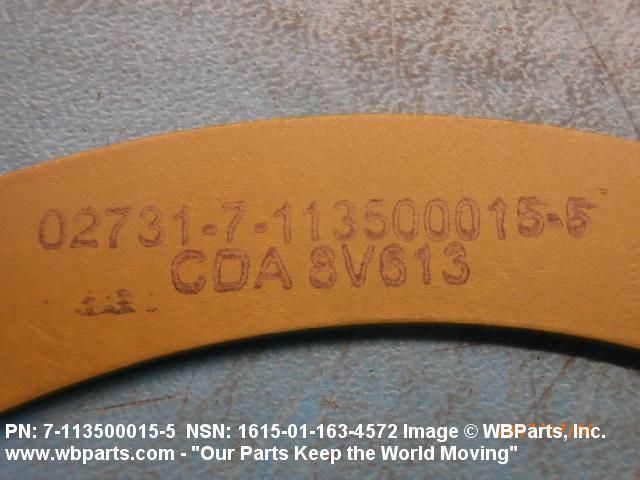 02731-7-113500015-5
CDA 8V613
PN: 7-113500015-5 NSN: 1615-01-163-4572 Image © WBParts, Inc.
www.wbparts.com - "Our Parts Keep the World Moving"